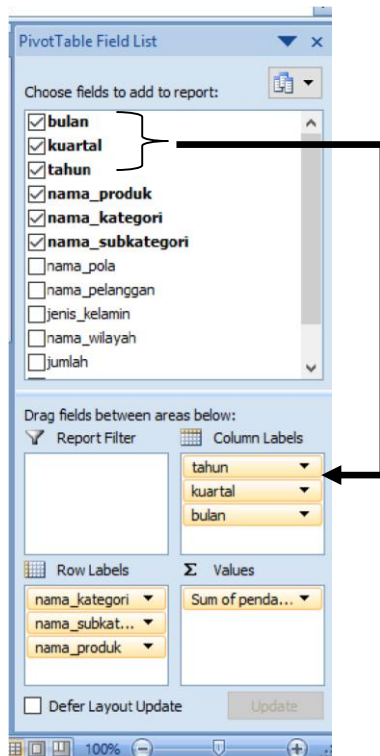 PivotTable Field List
Choose fields to add to report:
bulan
kuartal
tahun
nama_produk
nama_kategori
nama_subkategori
nama_pola
nama_pelanggan
jenis_kelamin
nama_wilayah
jumlah
Drag fields between areas below:
Report Filter
Column Labels
tahun
kuartal
bulan
Row Labels
Σ Values
nama_kategori
nama_subkat...
nama_produk
Sum of penda...
Defer Layout Update
Update
100%